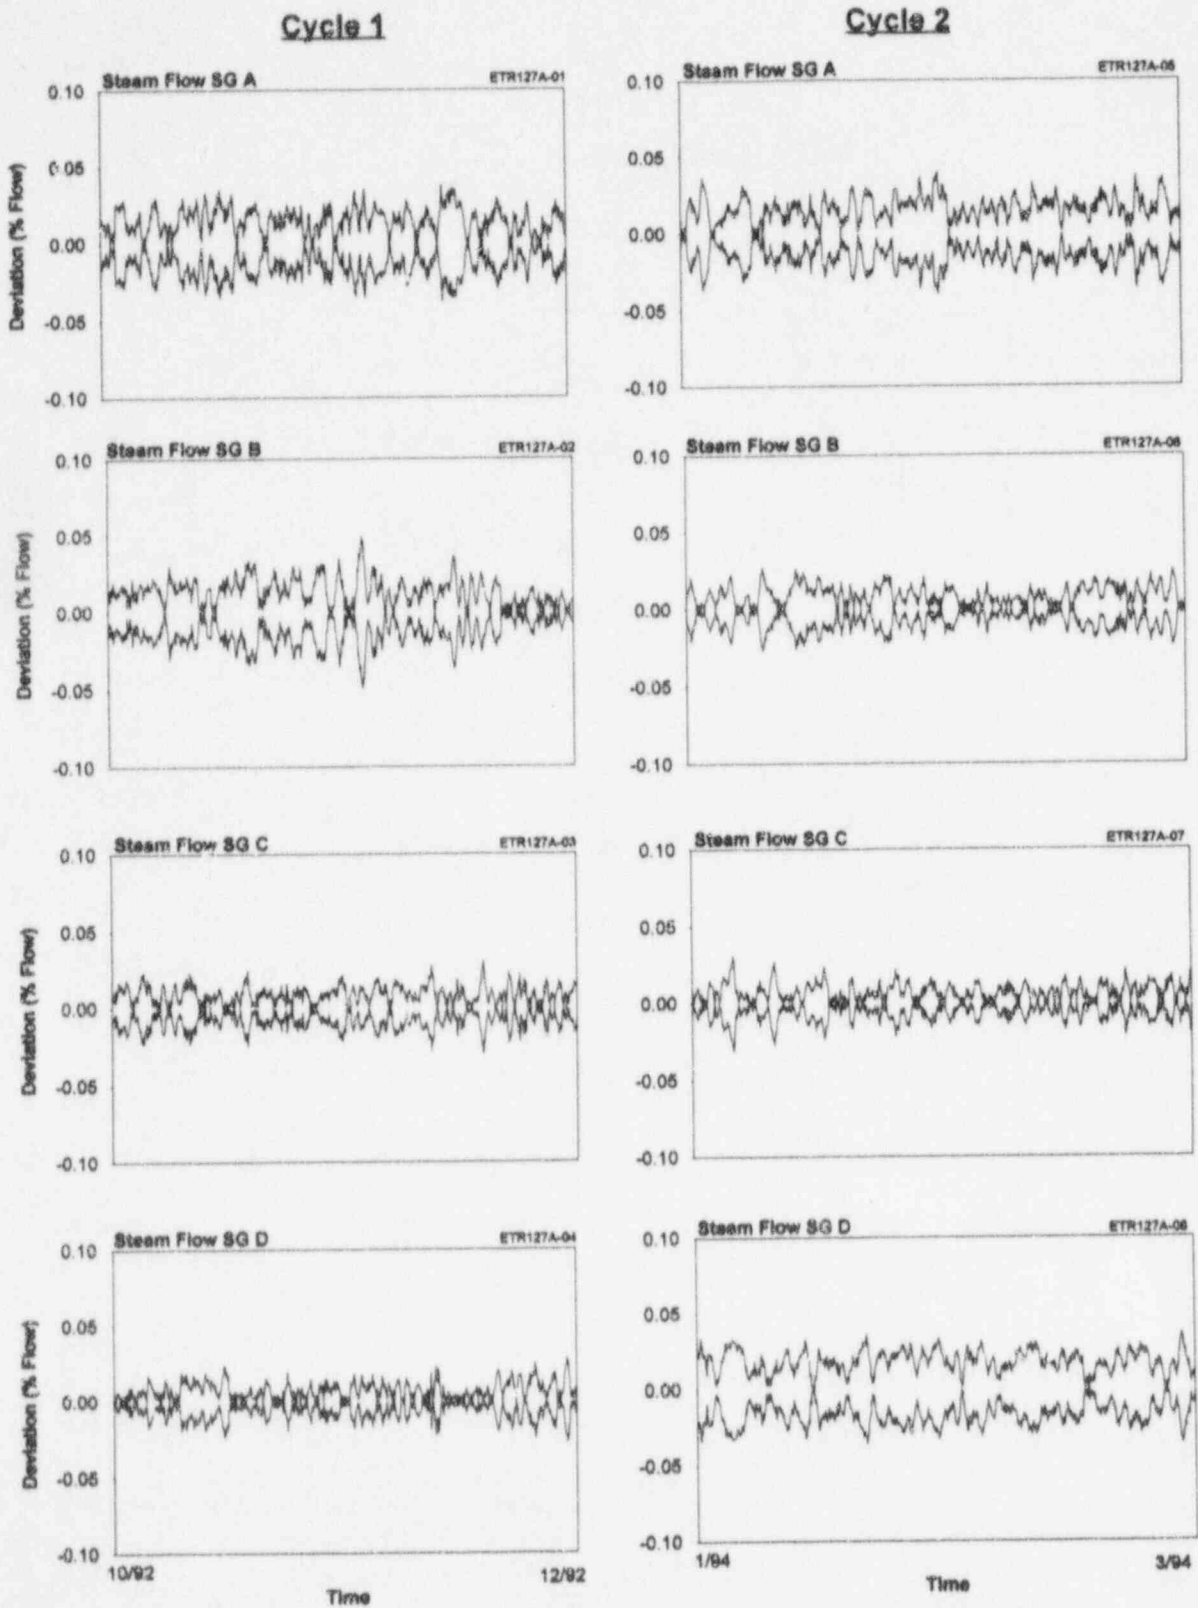 Cycle 1
Cycle 2
Steam Flow SG A ETR127A-01
0.10
0.05
0.00
-0.05
-0.10
Deviation (% Flow)
Steam Flow SG A ETR127A-05
0.10
0.05
0.00
-0.05
-0.10
Steam Flow SG B ETR127A-02
0.10
0.05
0.00
-0.05
-0.10
Deviation (% Flow)
Steam Flow SG B ETR127A-06
0.10
0.05
0.00
-0.05
-0.10
Steam Flow SG C ETR127A-03
0.10
0.05
0.00
-0.05
-0.10
Deviation (% Flow)
Steam Flow SG C ETR127A-07
0.10
0.05
0.00
-0.05
-0.10
Steam Flow SG D ETR127A-04
0.10
0.05
0.00
-0.05
-0.10
Deviation (% Flow)
10/92
12/92
Time
Steam Flow SG D
0.10
0.05
0.00
-0.05
-0.10
1/94
3/94
Time